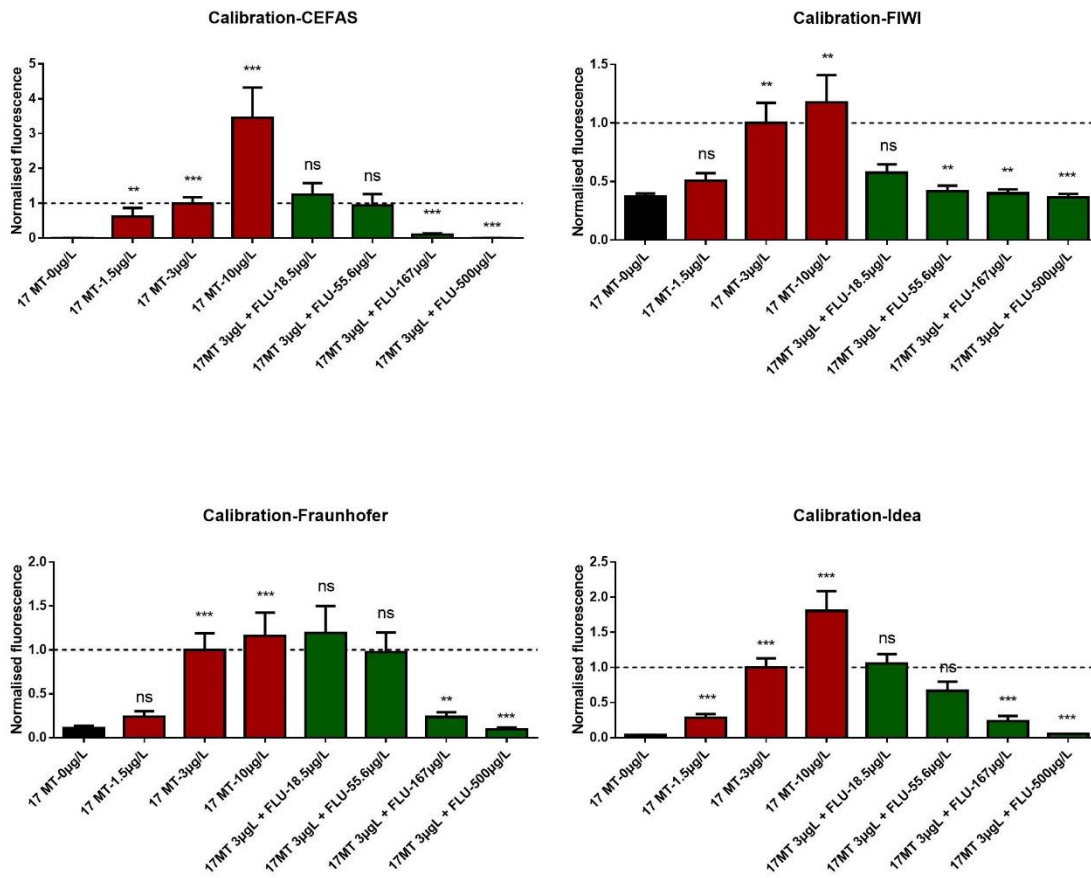 Calibration-CEFAS
Normalised fluorescence
5
4
3
2
1
0
**
***
***
ns
ns
***
***
17 MT-0µg/L
17 MT-1.5µg/L
17 MT-3µg/L
17 MT-10µg/L
17MT 3µgL + FLU-18.5µg/L
17MT 3µgL + FLU-55.6µg/L
17MT 3µgL + FLU-167µg/L
17MT 3µgL + FLU-500µg/L
Calibration-FIWI
Normalised fluorescence
1.5
1.0
0.5
0.0
ns
**
**
ns
**
**
***
17 MT-0µg/L
17 MT-1.5µg/L
17 MT-3µg/L
17 MT-10µg/L
17MT 3µgL + FLU-18.5µg/L
17MT 3µgL + FLU-55.6µg/L
17MT 3µgL + FLU-167µg/L
17MT 3µgL + FLU-500µg/L
Calibration-Fraunhofer
Normalised fluorescence
2.0
1.5
1.0
0.5
0.0
ns
***
***
ns
ns
**
***
17 MT-0µg/L
17 MT-1.5µg/L
17 MT-3µg/L
17 MT-10µg/L
17MT 3µgL + FLU-18.5µg/L
17MT 3µgL + FLU-55.6µg/L
17MT 3µgL + FLU-167µg/L
17MT 3µgL + FLU-500µg/L
Calibration-Idea
Normalised fluorescence
2.5
2.0
1.5
1.0
0.5
0.0
***
***
***
ns
ns
***
***
17 MT-0µg/L
17 MT-1.5µg/L
17 MT-3µg/L
17 MT-10µg/L
17MT 3µgL + FLU-18.5µg/L
17MT 3µgL + FLU-55.6µg/L
17MT 3µgL + FLU-167µg/L
17MT 3µgL + FLU-500µg/L